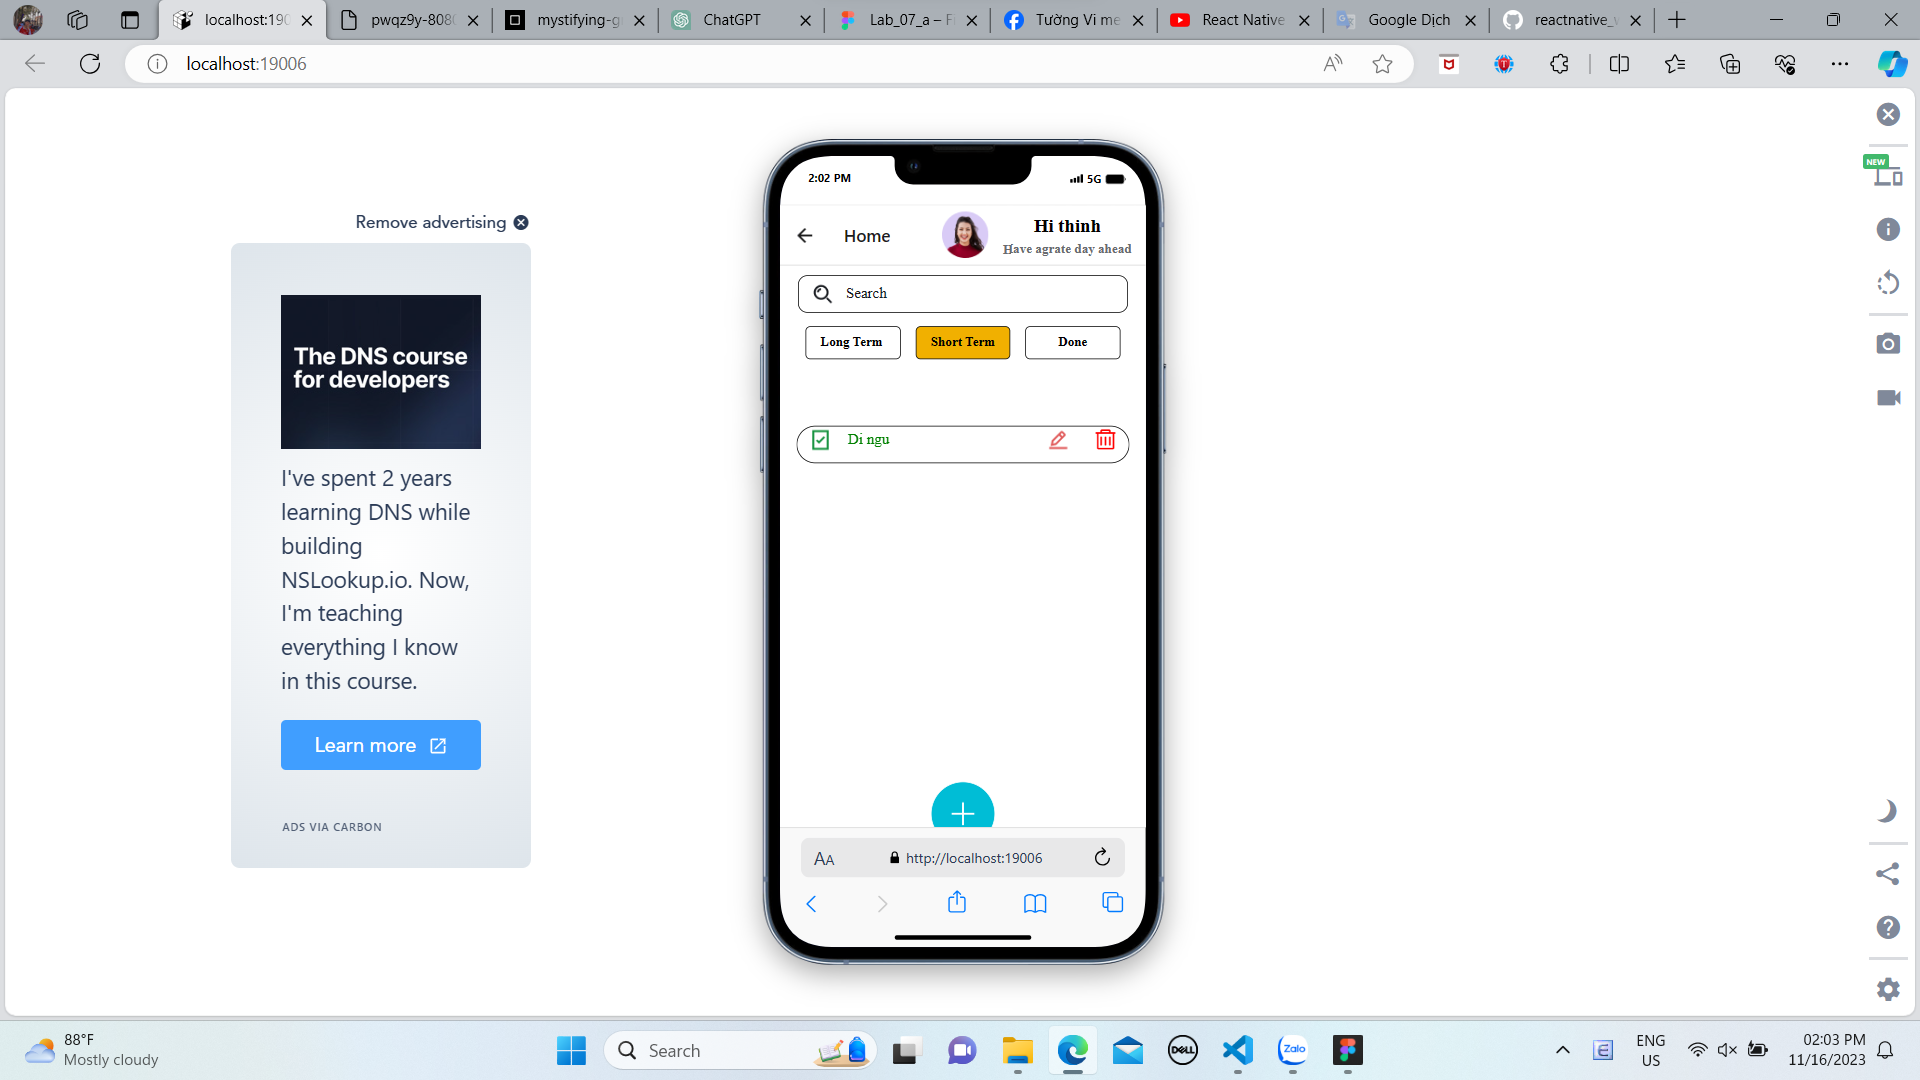 localhost:190
pwqz9y-808
mystifying-g
ChatGPT
Lab_07_a – F
Tường Vi me
React Native
Google Dịch
reactnative_
localhost:19006
NEW
Remove advertising
The DNS course
for developers
I've spent 2 years
learning DNS while
building
NSLookup.io. Now,
I'm teaching
everything I know
in this course.
Learn more
ADS VIA CARBON
2:02 PM
5G
Home
Hi thinh
Have agrate day ahead
Search
Long Term
Short Term
Done
Di ngu
AA
http://localhost:19006
88°F
Mostly cloudy
Search
DELL
Zalo
ENG
US
02:03 PM
11/16/2023